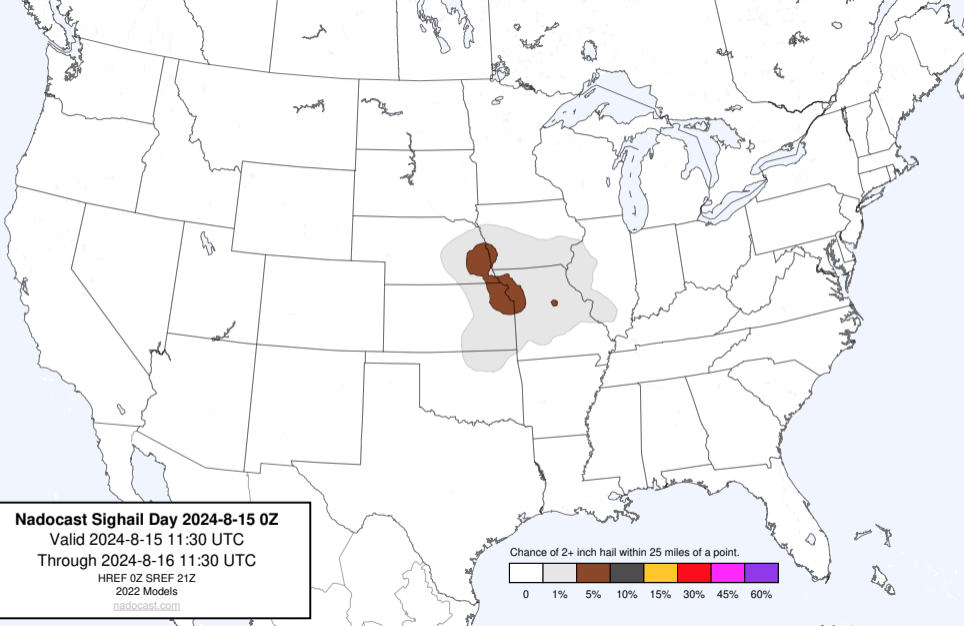 Nadocast Sighail Day 2024-8-15 0Z
Valid 2024-8-15 11:30 UTC
Through 2024-8-16 11:30 UTC
HREF 0Z SREF 21Z
2022 Models
nadocast.com
Chance of 2+ inch hail within 25 miles of a point.
0 1% 5% 10% 15% 30% 45% 60%